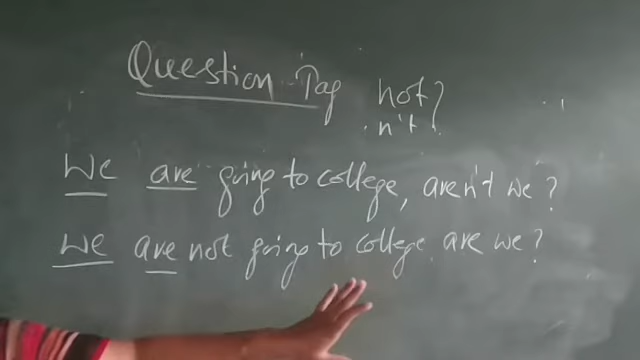 Question Tag
not?
n't?
We are going to college, aren't we?
We are not going to college are we?